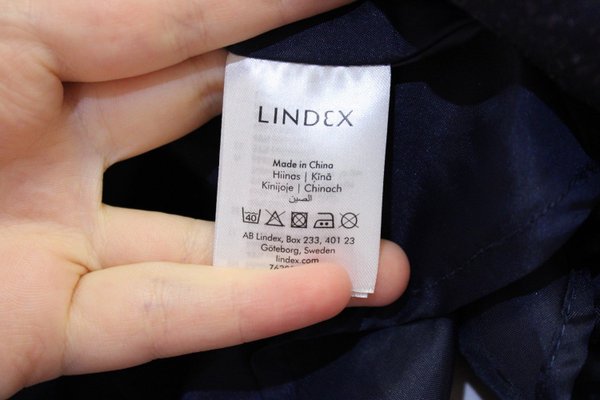 LINDEX
Made in China
Hiinas | Ķīnā
Kinijoje | Chinach
الصين
40
AB Lindex, Box 233, 401 23
Göteborg, Sweden
lindex.com